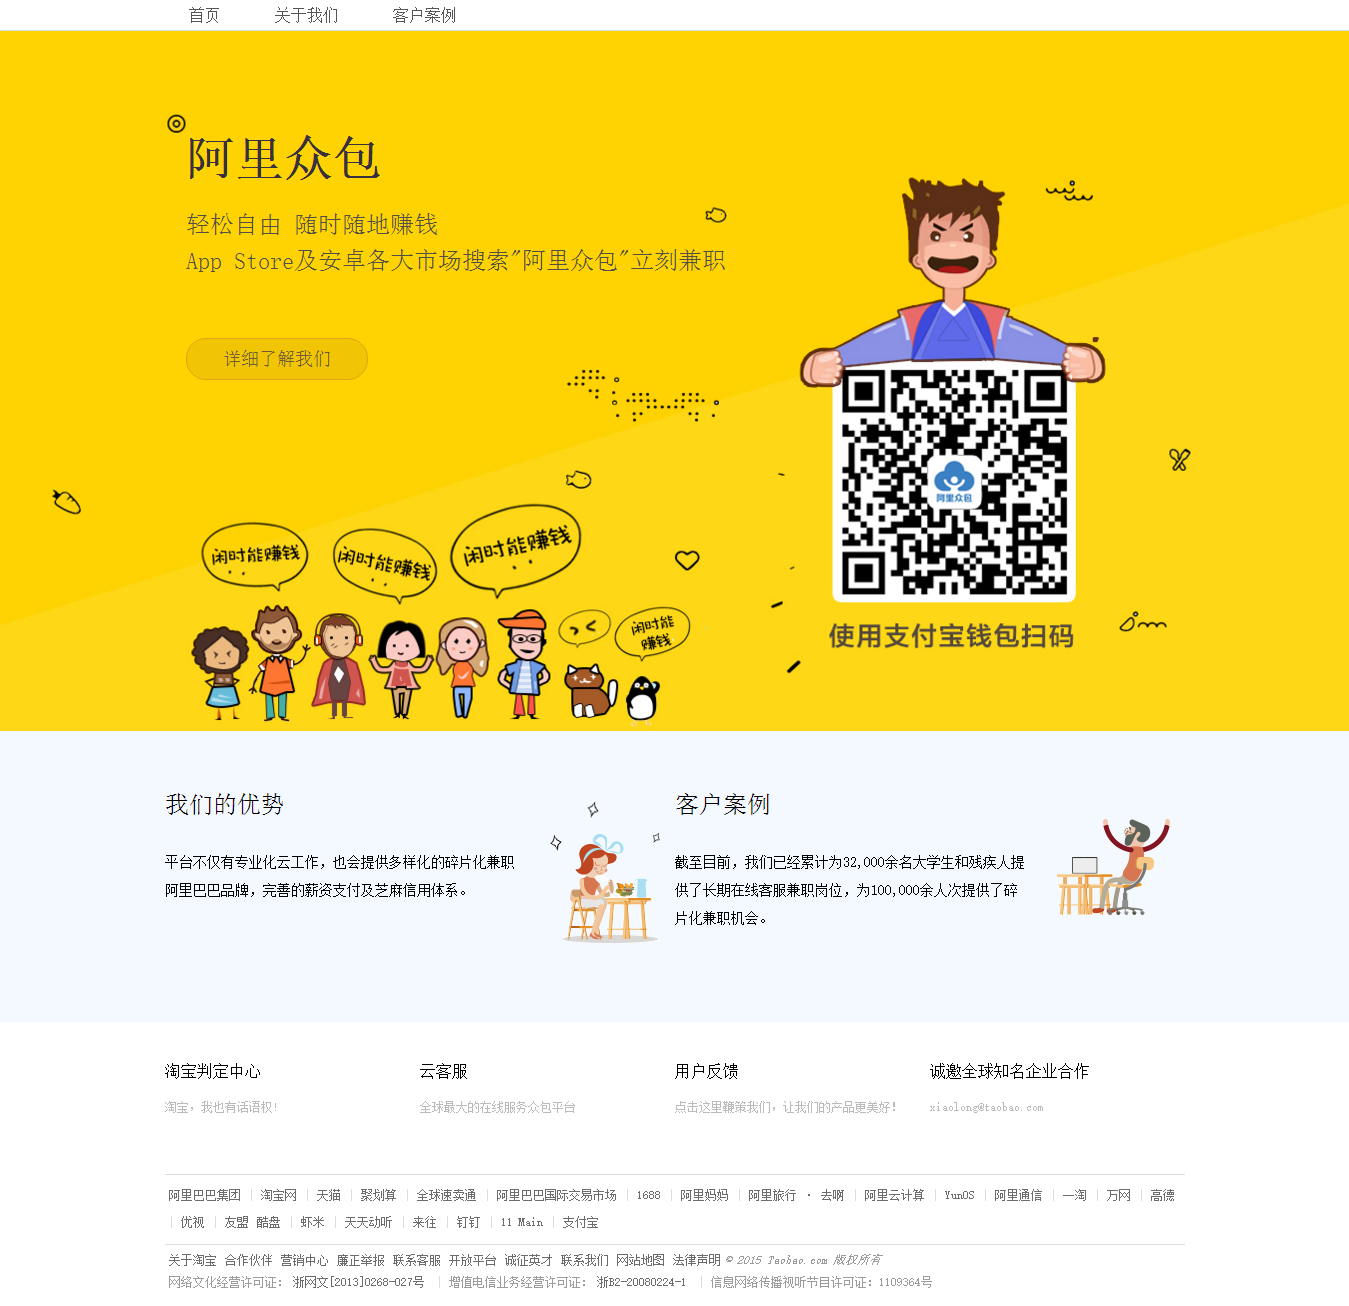 首页 关于我们 客户案例
阿里众包
轻松自由 随时随地赚钱
App Store及安卓各大市场搜索"阿里众包"立刻兼职
详细了解我们
阿里众包
使用支付宝钱包扫码
闲时能赚钱
闲时能赚钱
闲时能赚钱
闲时能
赚钱
我们的优势
平台不仅有专业化云工作，也会提供多样化的碎片化兼职
阿里巴巴品牌，完善的薪资支付及芝麻信用体系。
客户案例
截至目前，我们已经累计为32,000余名大学生和残疾人提
供了长期在线客服兼职岗位，为100,000余人次提供了碎
片化兼职机会。
淘宝判定中心
淘宝，我也有话语权！
云客服
全球最大的在线服务众包平台
用户反馈
点击这里鞭策我们，让我们的产品更美好！
诚邀全球知名企业合作
xiaolong@taobao.com
阿里巴巴集团 | 淘宝网 | 天猫 | 聚划算 | 全球速卖通 | 阿里巴巴国际交易市场 | 1688 | 阿里妈妈 | 阿里旅行 · 去啊 | 阿里云计算 | YunOS | 阿里通信 | 一淘 | 万网 | 高德
| 优视 | 友盟 酷盘 | 虾米 | 天天动听 | 来往 | 钉钉 | 11 Main | 支付宝
关于淘宝 合作伙伴 营销中心 廉正举报 联系客服 开放平台 诚征英才 联系我们 网站地图 法律声明 © 2015 Taobao.com 版权所有
网络文化经营许可证: 浙网文[2013]0268-027号 | 增值电信业务经营许可证: 浙B2-20080224-1 | 信息网络传播视听节目许可证: 1109364号